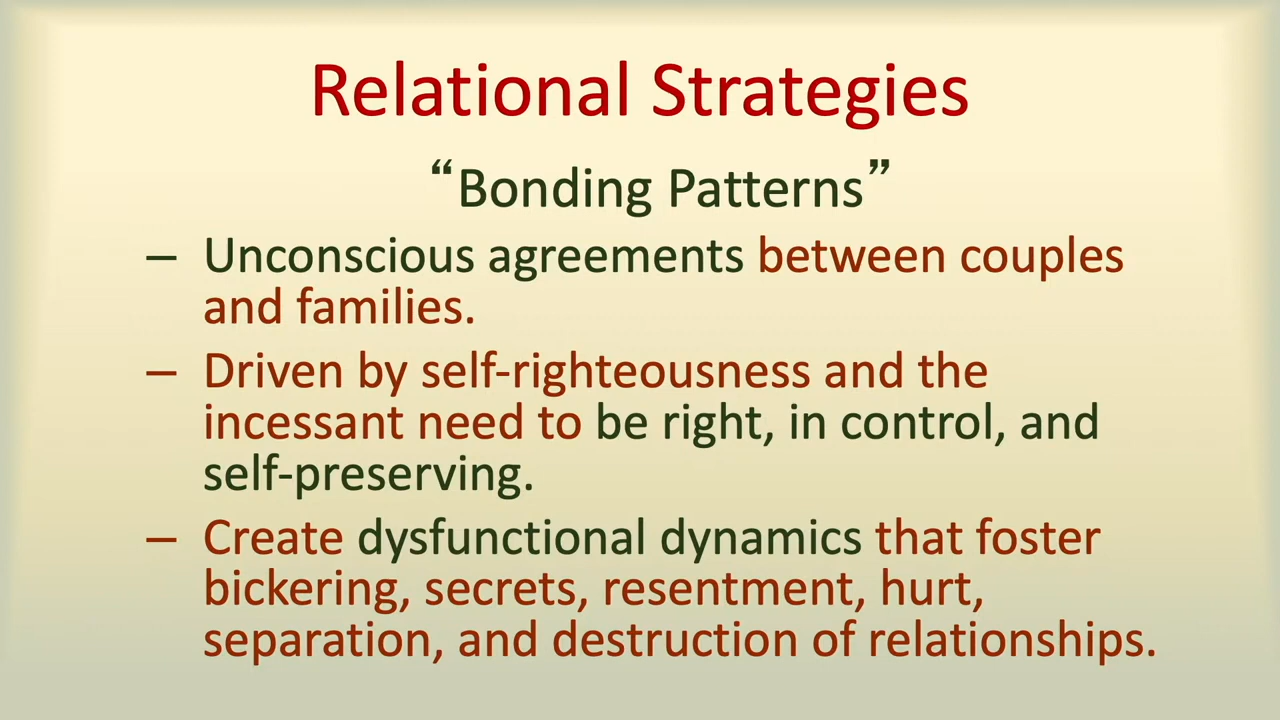 Relational Strategies
“Bonding Patterns”
– Unconscious agreements between couples
and families.
– Driven by self-righteousness and the
incessant need to be right, in control, and
self-preserving.
– Create dysfunctional dynamics that foster
bickering, secrets, resentment, hurt,
separation, and destruction of relationships.